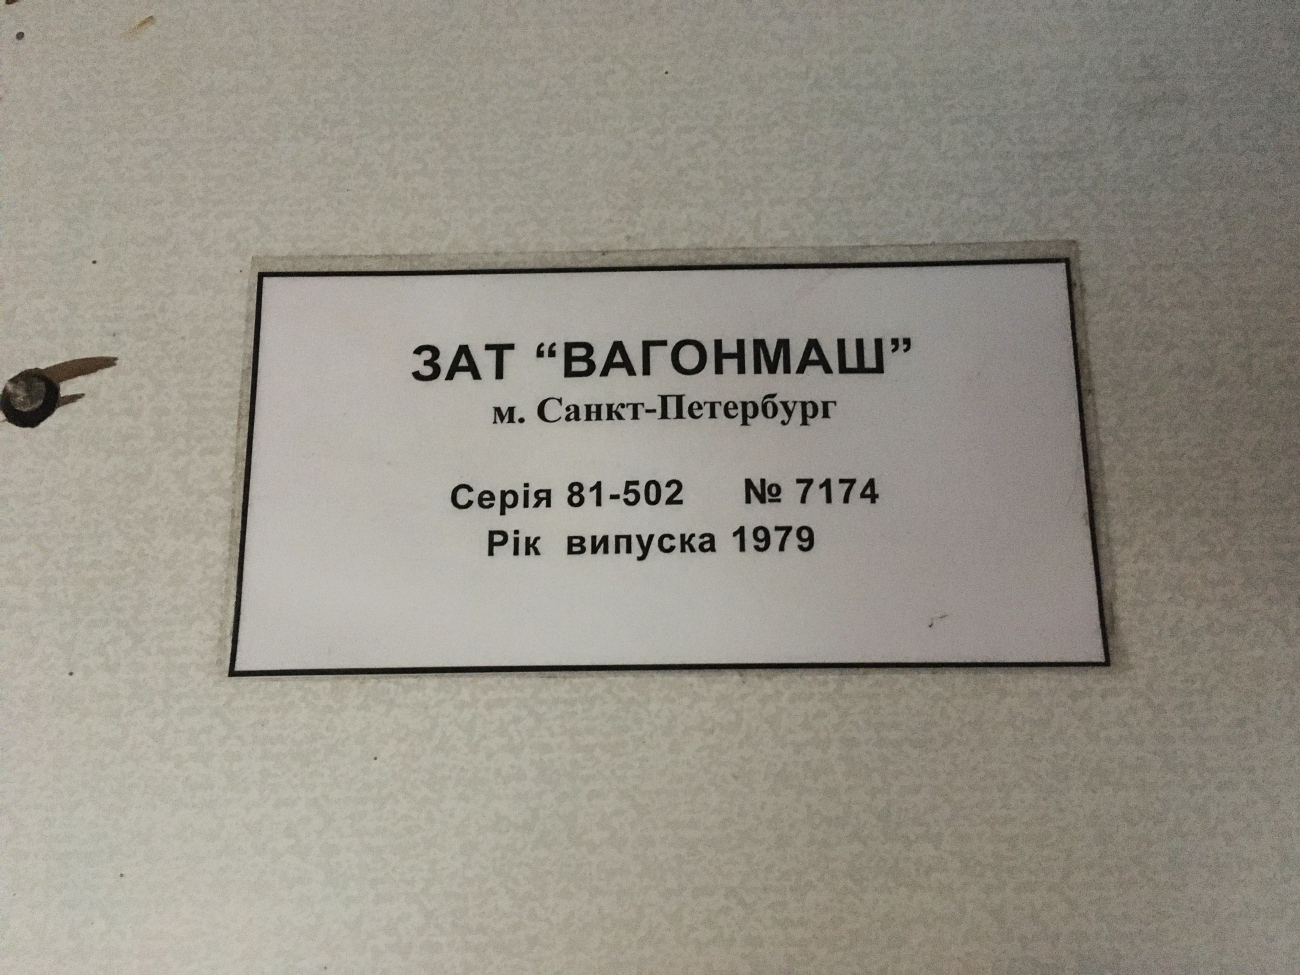 ЗАТ “ВАГОНМАШ”
м. Санкт-Петербург
Серія 81-502 № 7174
Рік випуска 1979